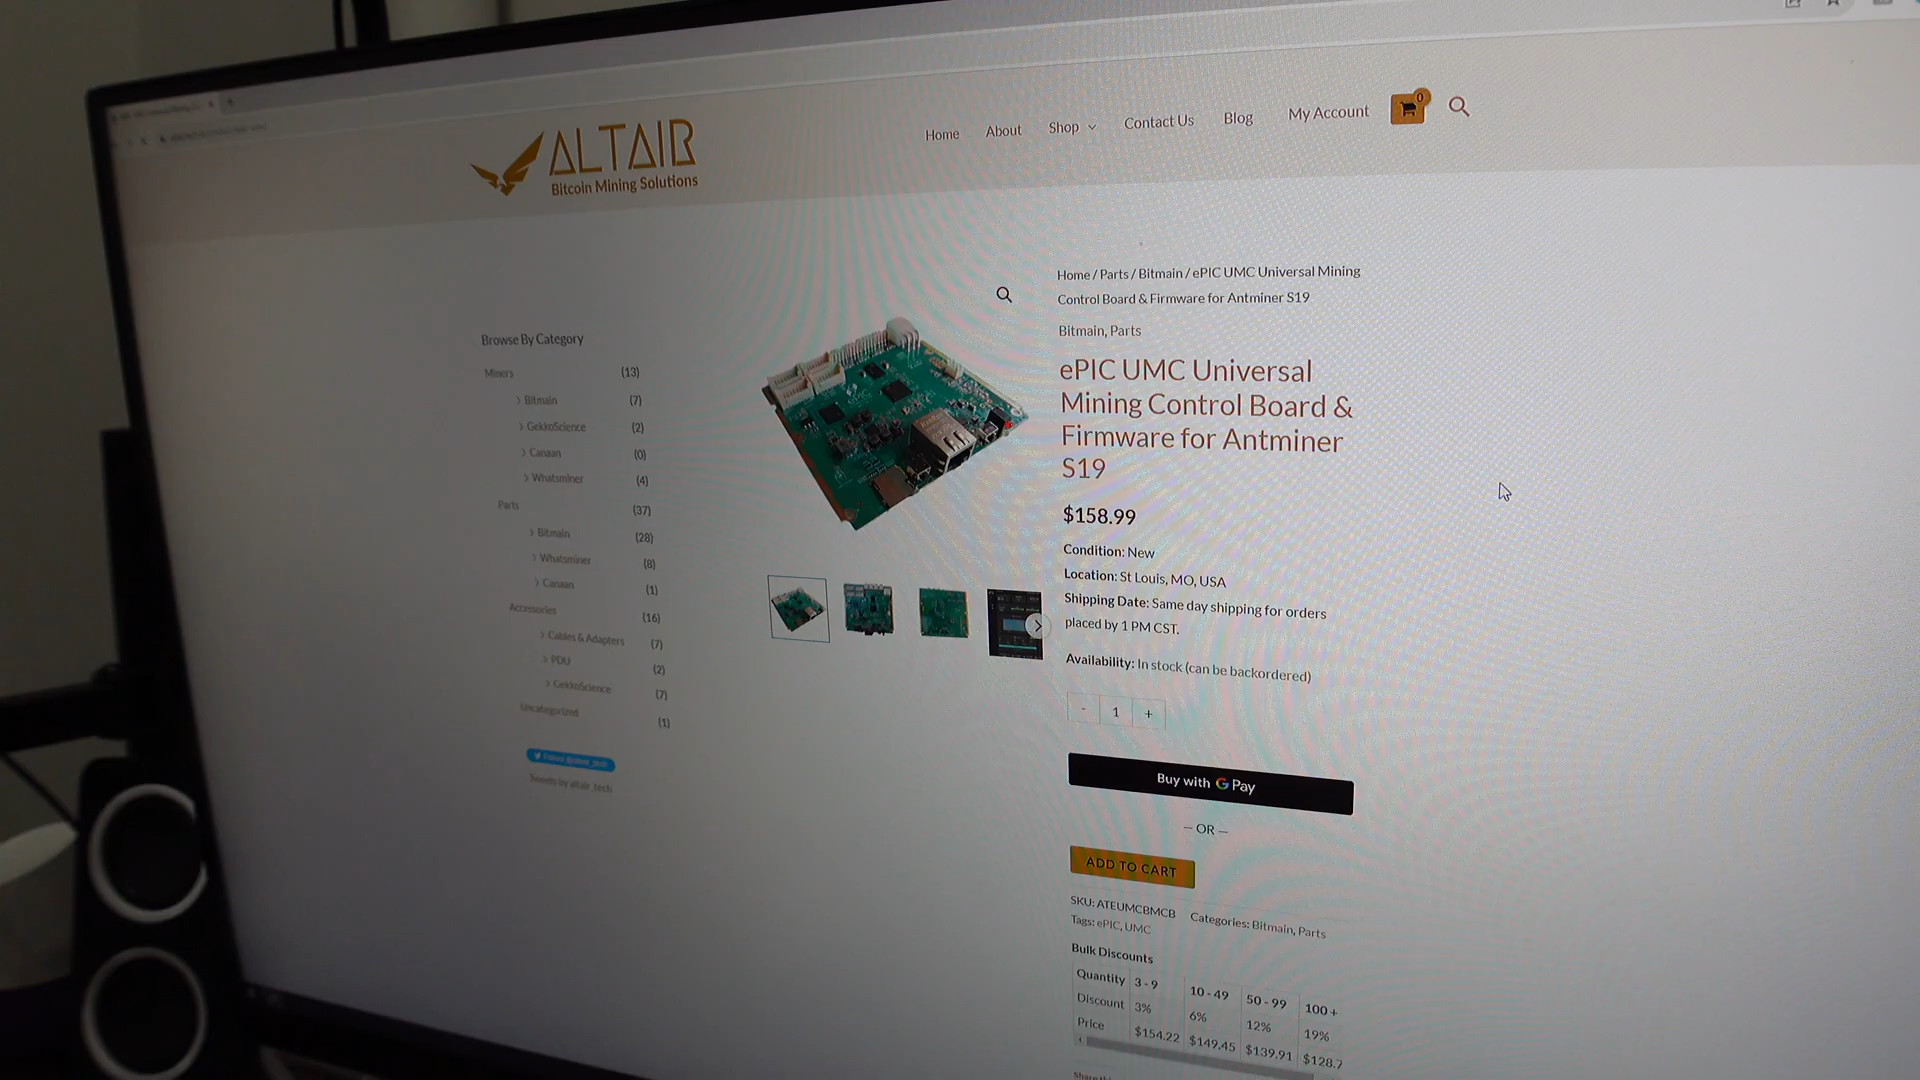 ALTAIR
Bitcoin Mining Solutions
Home
About
Shop
Contact Us
Blog
My Account
0
Home / Parts / Bitmain / ePIC UMC Universal Mining
Control Board & Firmware for Antminer S19
Bitmain, Parts
ePIC UMC Universal
Mining Control Board &
Firmware for Antminer
S19
$158.99
Condition: New
Location: St Louis, MO, USA
Shipping Date: Same day shipping for orders
placed by 1 PM CST.
Availability: In stock (can be backordered)
- 1 +
Buy with G Pay
— OR —
ADD TO CART
SKU: ATEUMCBMCB Categories: Bitmain, Parts
Tags: ePIC, UMC
Bulk Discounts
Quantity 3 - 9 10 - 49 50 - 99 100 +
Discount 3% 6% 12% 19%
Price $154.22 $149.45 $139.91 $128.7
Browse By Category
Miners (13)
Bitmain (7)
GekkoScience (2)
Canaan (0)
Whatsminer (4)
Parts (37)
Bitmain (28)
Whatsminer (8)
Canaan (1)
Accessories (16)
Cables & Adapters (7)
PDU (2)
GekkoScience (7)
Uncategorized (1)
Follow @altair_tech
Tweets by altair_tech